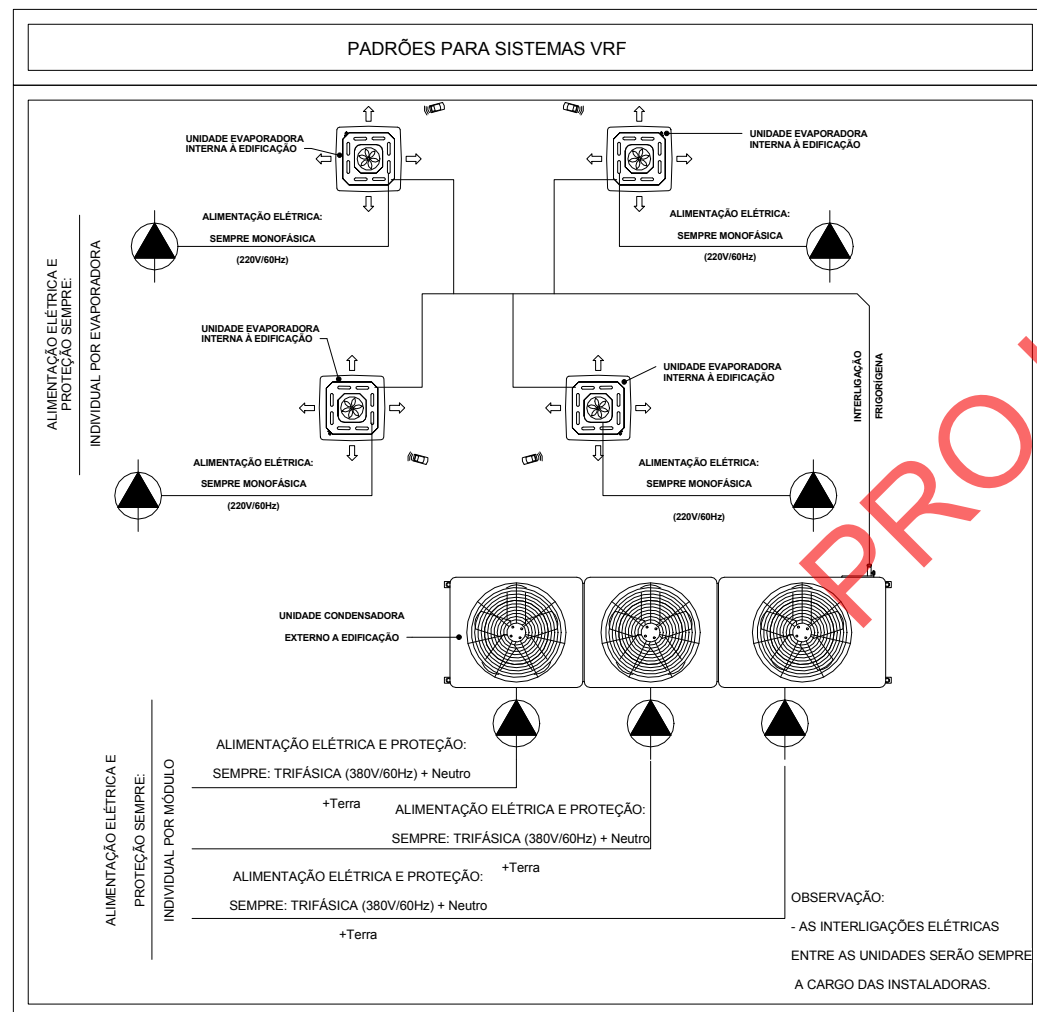 PADRÕES PARA SISTEMAS VRF
UNIDADE EVAPORADORA
INTERNA À EDIFICAÇÃO
UNIDADE EVAPORADORA
INTERNA À EDIFICAÇÃO
ALIMENTAÇÃO ELÉTRICA:
SEMPRE MONOFÁSICA
(220V/60Hz)
ALIMENTAÇÃO ELÉTRICA:
SEMPRE MONOFÁSICA
(220V/60Hz)
ALIMENTAÇÃO ELÉTRICA E
PROTEÇÃO SEMPRE:
INDIVIDUAL POR EVAPORADORA
UNIDADE EVAPORADORA
INTERNA À EDIFICAÇÃO
UNIDADE EVAPORADORA
INTERNA À EDIFICAÇÃO
INTERLIGAÇÃO
FRIGORÍGENA
ALIMENTAÇÃO ELÉTRICA:
SEMPRE MONOFÁSICA
(220V/60Hz)
ALIMENTAÇÃO ELÉTRICA:
SEMPRE MONOFÁSICA
(220V/60Hz)
PRO
UNIDADE CONDENSADORA
EXTERNO A EDIFICAÇÃO
ALIMENTAÇÃO ELÉTRICA E
PROTEÇÃO SEMPRE:
INDIVIDUAL POR MÓDULO
ALIMENTAÇÃO ELÉTRICA E PROTEÇÃO:
SEMPRE: TRIFÁSICA (380V/60Hz) + Neutro
+Terra
ALIMENTAÇÃO ELÉTRICA E PROTEÇÃO:
SEMPRE: TRIFÁSICA (380V/60Hz) + Neutro
+Terra
ALIMENTAÇÃO ELÉTRICA E PROTEÇÃO:
SEMPRE: TRIFÁSICA (380V/60Hz) + Neutro
+Terra
OBSERVAÇÃO:
- AS INTERLIGAÇÕES ELÉTRICAS
ENTRE AS UNIDADES SERÃO SEMPRE
A CARGO DAS INSTALADORAS.